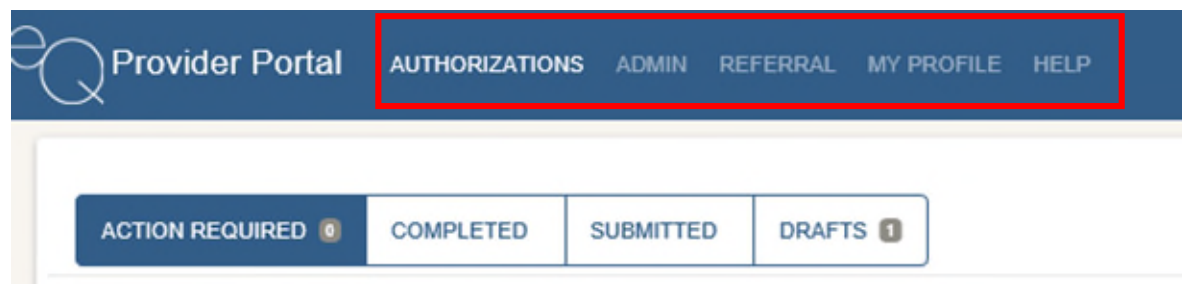 eQ Provider Portal AUTHORIZATIONS ADMIN REFERRAL MY PROFILE HELP
ACTION REQUIRED 0 COMPLETED SUBMITTED DRAFTS 1